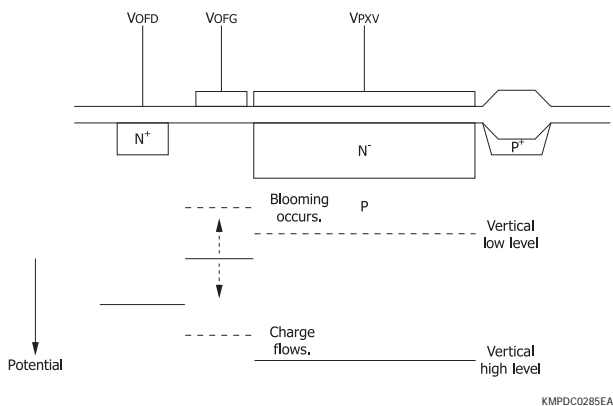 VOFD
VOFG
VPXV
N+
N-
P+
Blooming
occurs.
P
Vertical
low level
Potential
Charge
flows.
Vertical
high level
KMPDC0285EA